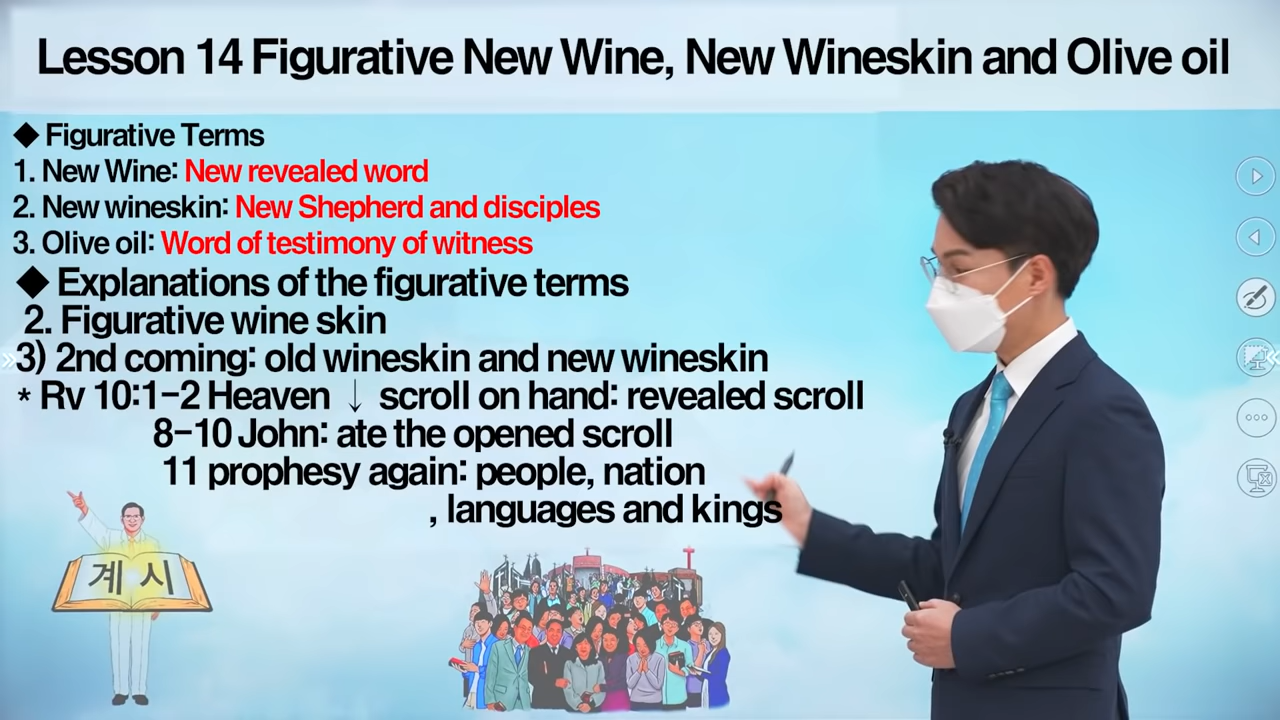 Lesson 14 Figurative New Wine, New Wineskin and Olive oil
◆ Figurative Terms
1. New Wine: New revealed word
2. New wineskin: New Shepherd and disciples
3. Olive oil: Word of testimony of witness
◆ Explanations of the figurative terms
2. Figurative wine skin
3) 2nd coming: old wineskin and new wineskin
* Rv 10:1-2 Heaven ↓ scroll on hand: revealed scroll
8-10 John: ate the opened scroll
11 prophesy again: people, nation
, languages and kings
계 시